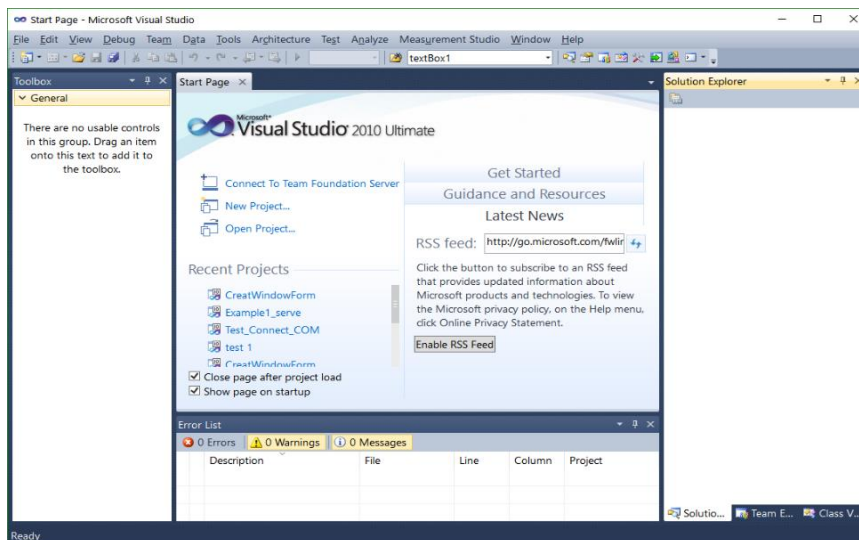 Start Page - Microsoft Visual Studio
File Edit View Debug Team Data Tools Architecture Test Analyze Measurement Studio Window Help
textBox1
Toolbox
General
There are no usable controls
in this group. Drag an item
onto this text to add it to
the toolbox.
Start Page
Microsoft
Visual Studio 2010 Ultimate
Connect To Team Foundation Server
New Project...
Open Project...
Recent Projects
CreatWindowForm
Example1_serve
Test_Connect_COM
test 1
CreatWindowForm
Close page after project load
Show page on startup
Get Started
Guidance and Resources
Latest News
RSS feed: http://go.microsoft.com/fwlir
Click the button to subscribe to an RSS feed
that provides updated information about
Microsoft products and technologies. To view
the Microsoft privacy policy, on the Help menu,
click Online Privacy Statement.
Enable RSS Feed
Error List
0 Errors 0 Warnings 0 Messages
Description File Line Column Project
Solution Explorer
Solutio... Team E... Class V...
Ready